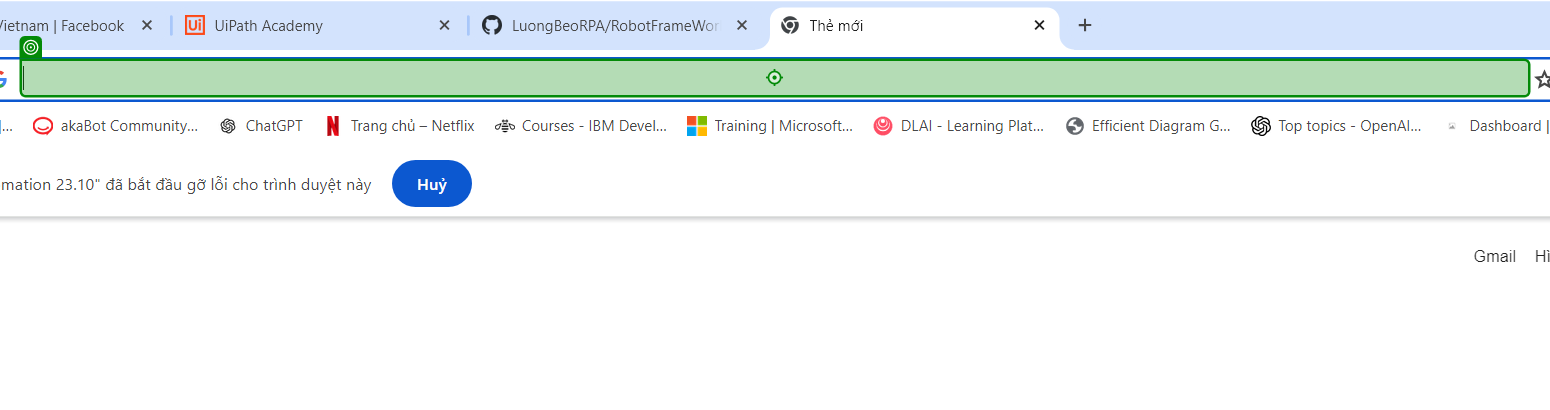 Vietnam | Facebook UiPath Academy LuongBeoRPA/RobotFrameWor Thẻ mới
|... akaBot Community... ChatGPT Trang chủ – Netflix Courses - IBM Devel... Training | Microsoft... DLAI - Learning Plat... Efficient Diagram G... Top topics - OpenAI... Dashboard |
mation 23.10" đã bắt đầu gỡ lỗi cho trình duyệt này Huỷ
Gmail Hì